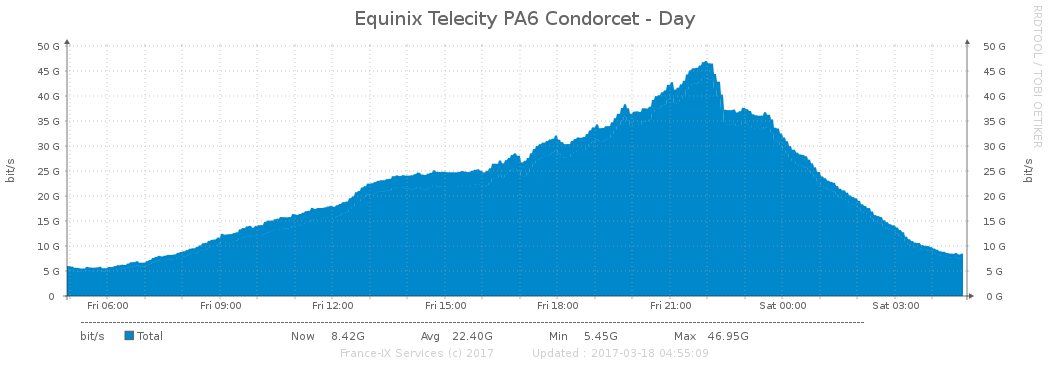 Equinix Telecity PA6 Condorcet - Day
RRDTOOL / TOBI OETIKER
50 G 50 G
45 G 45 G
40 G 40 G
35 G 35 G
30 G 30 G
25 G 25 G
20 G 20 G
15 G 15 G
10 G 10 G
5 G 5 G
0 0 G
bit/s
bit/s
Fri 06:00 Fri 09:00 Fri 12:00 Fri 15:00 Fri 18:00 Fri 21:00 Sat 00:00 Sat 03:00
bit/s Total Now 8.42G Avg 22.40G Min 5.45G Max 46.95G
France-IX Services (c) 2017 Updated : 2017-03-18 04:55:09